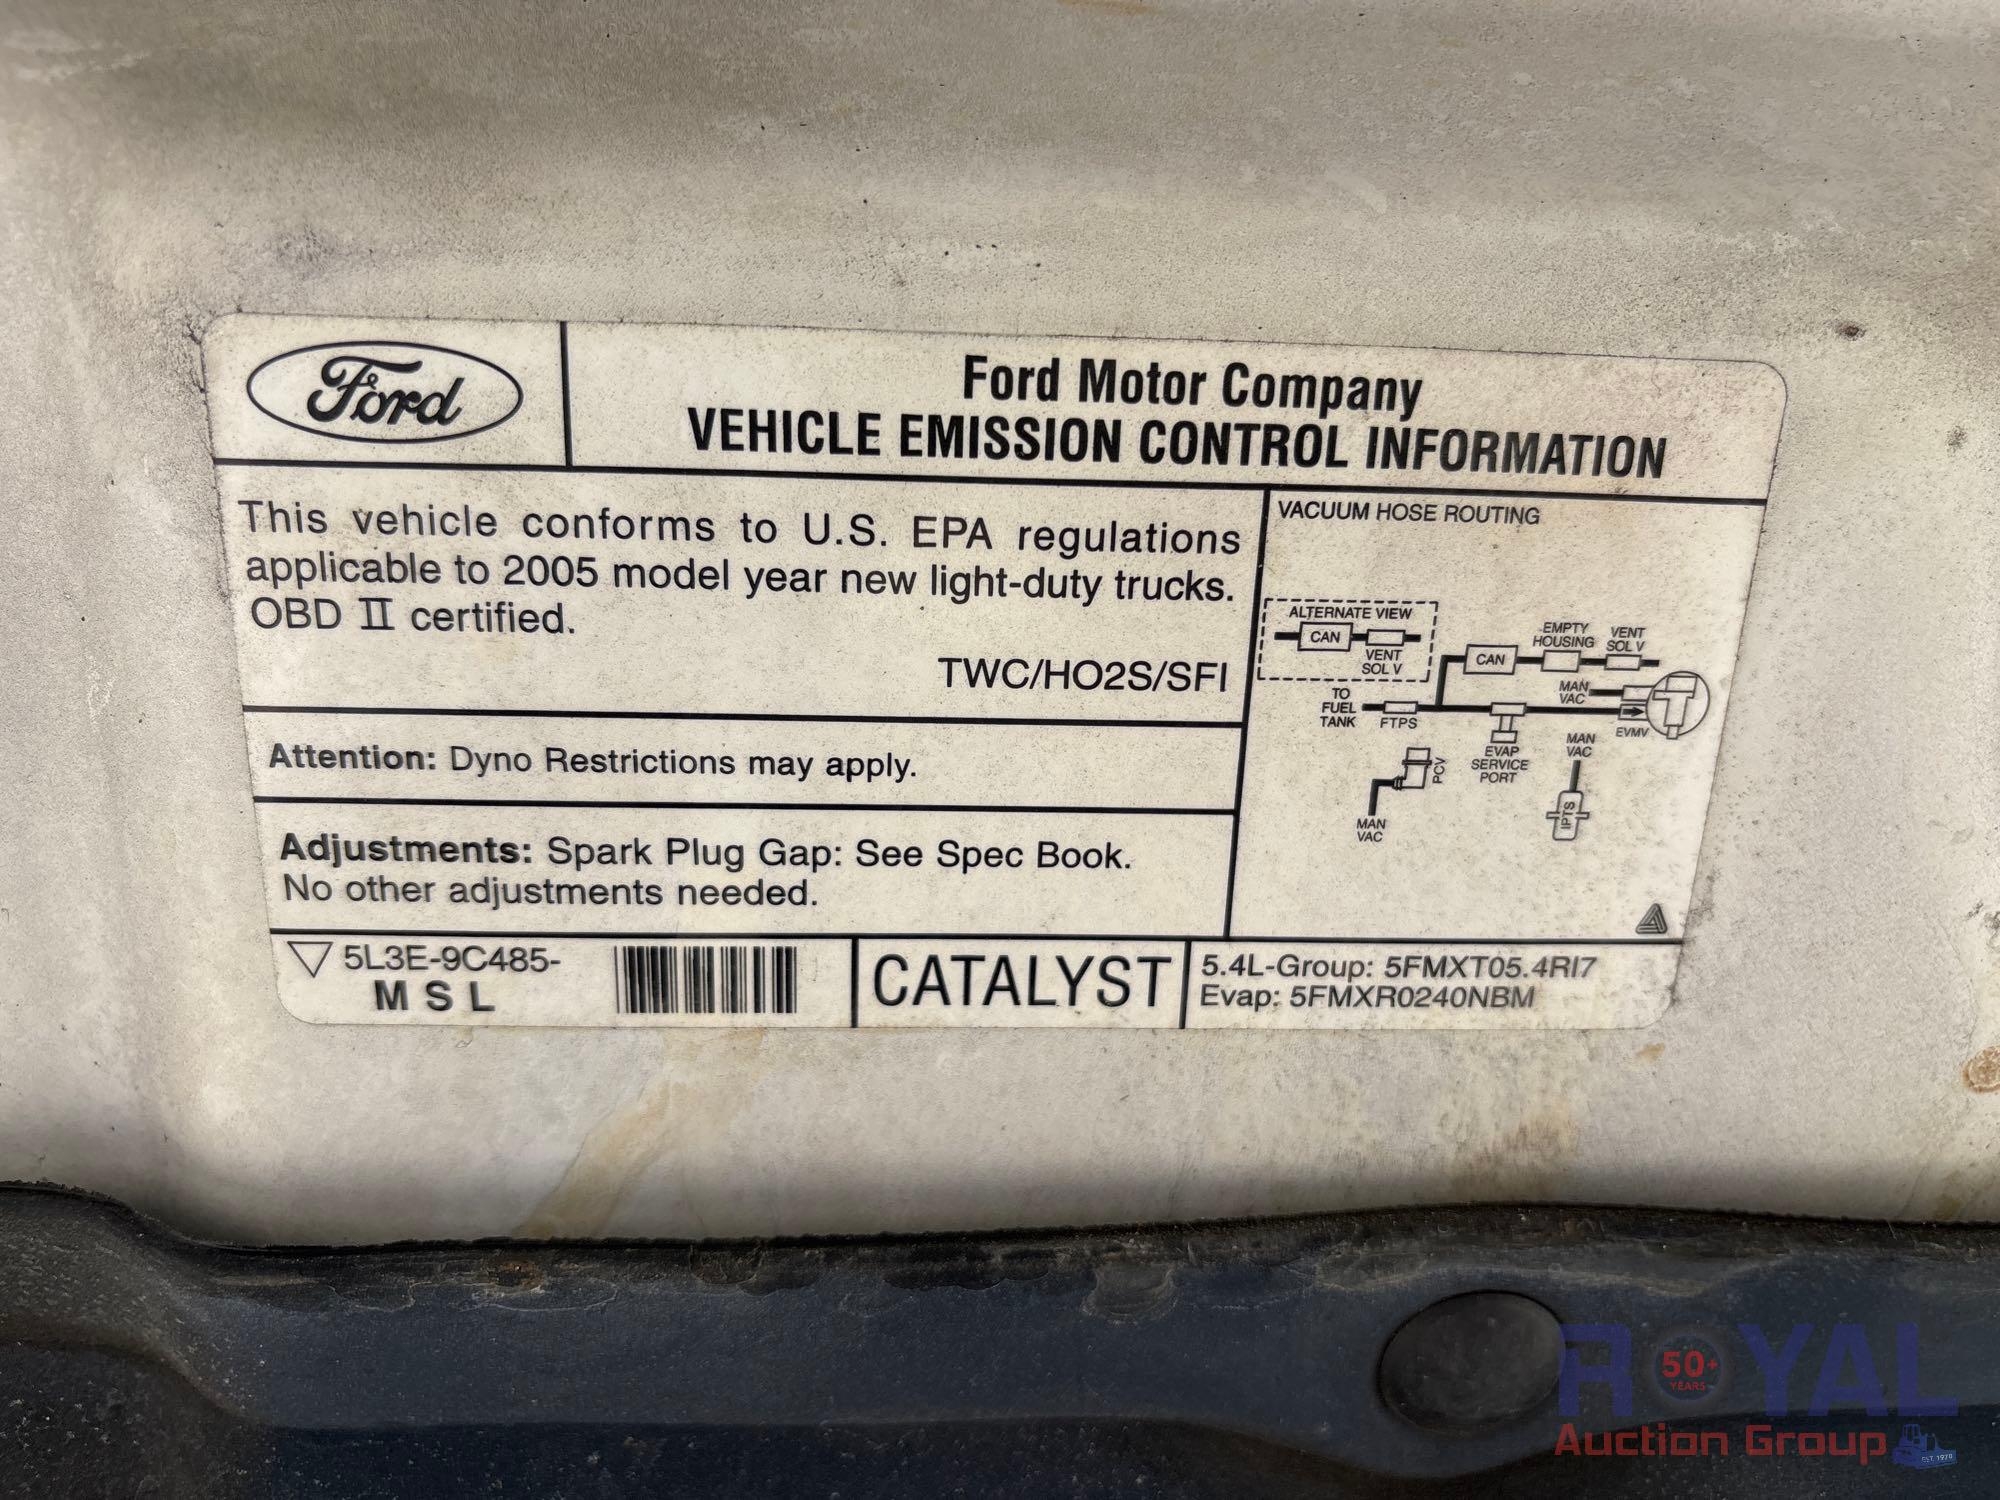 Ford
Ford Motor Company
VEHICLE EMISSION CONTROL INFORMATION
This vehicle conforms to U.S. EPA regulations
applicable to 2005 model year new light-duty trucks.
OBD II certified.
TWC/HO2S/SFI
Attention: Dyno Restrictions may apply.
Adjustments: Spark Plug Gap: See Spec Book.
No other adjustments needed.
VACUUM HOSE ROUTING
ALTERNATE VIEW
CAN
VENT
SOL V
CAN
EMPTY
HOUSING
VENT
SOL V
TO
FUEL
TANK
FTPS
MAN
VAC
EVMV
EVAP
SERVICE
PORT
MAN
VAC
IPTS
PCV
MAN
VAC
5L3E-9C485-
M S L
CATALYST
5.4L-Group: 5FMXT05.4RI7
Evap: 5FMXR0240NBM
ROYAL
50+
YEARS
Auction Group
EST. 1970